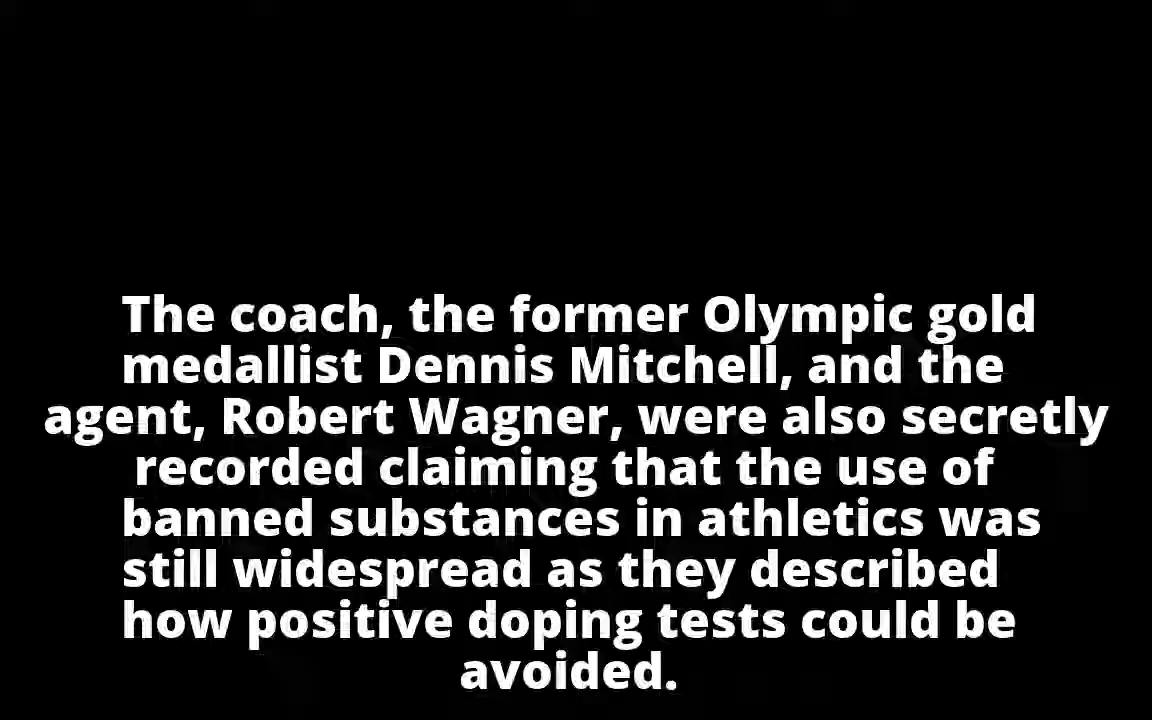 The coach, the former Olympic gold
medallist Dennis Mitchell, and the
agent, Robert Wagner, were also secretly
recorded claiming that the use of
banned substances in athletics was
still widespread as they described
how positive doping tests could be
avoided.